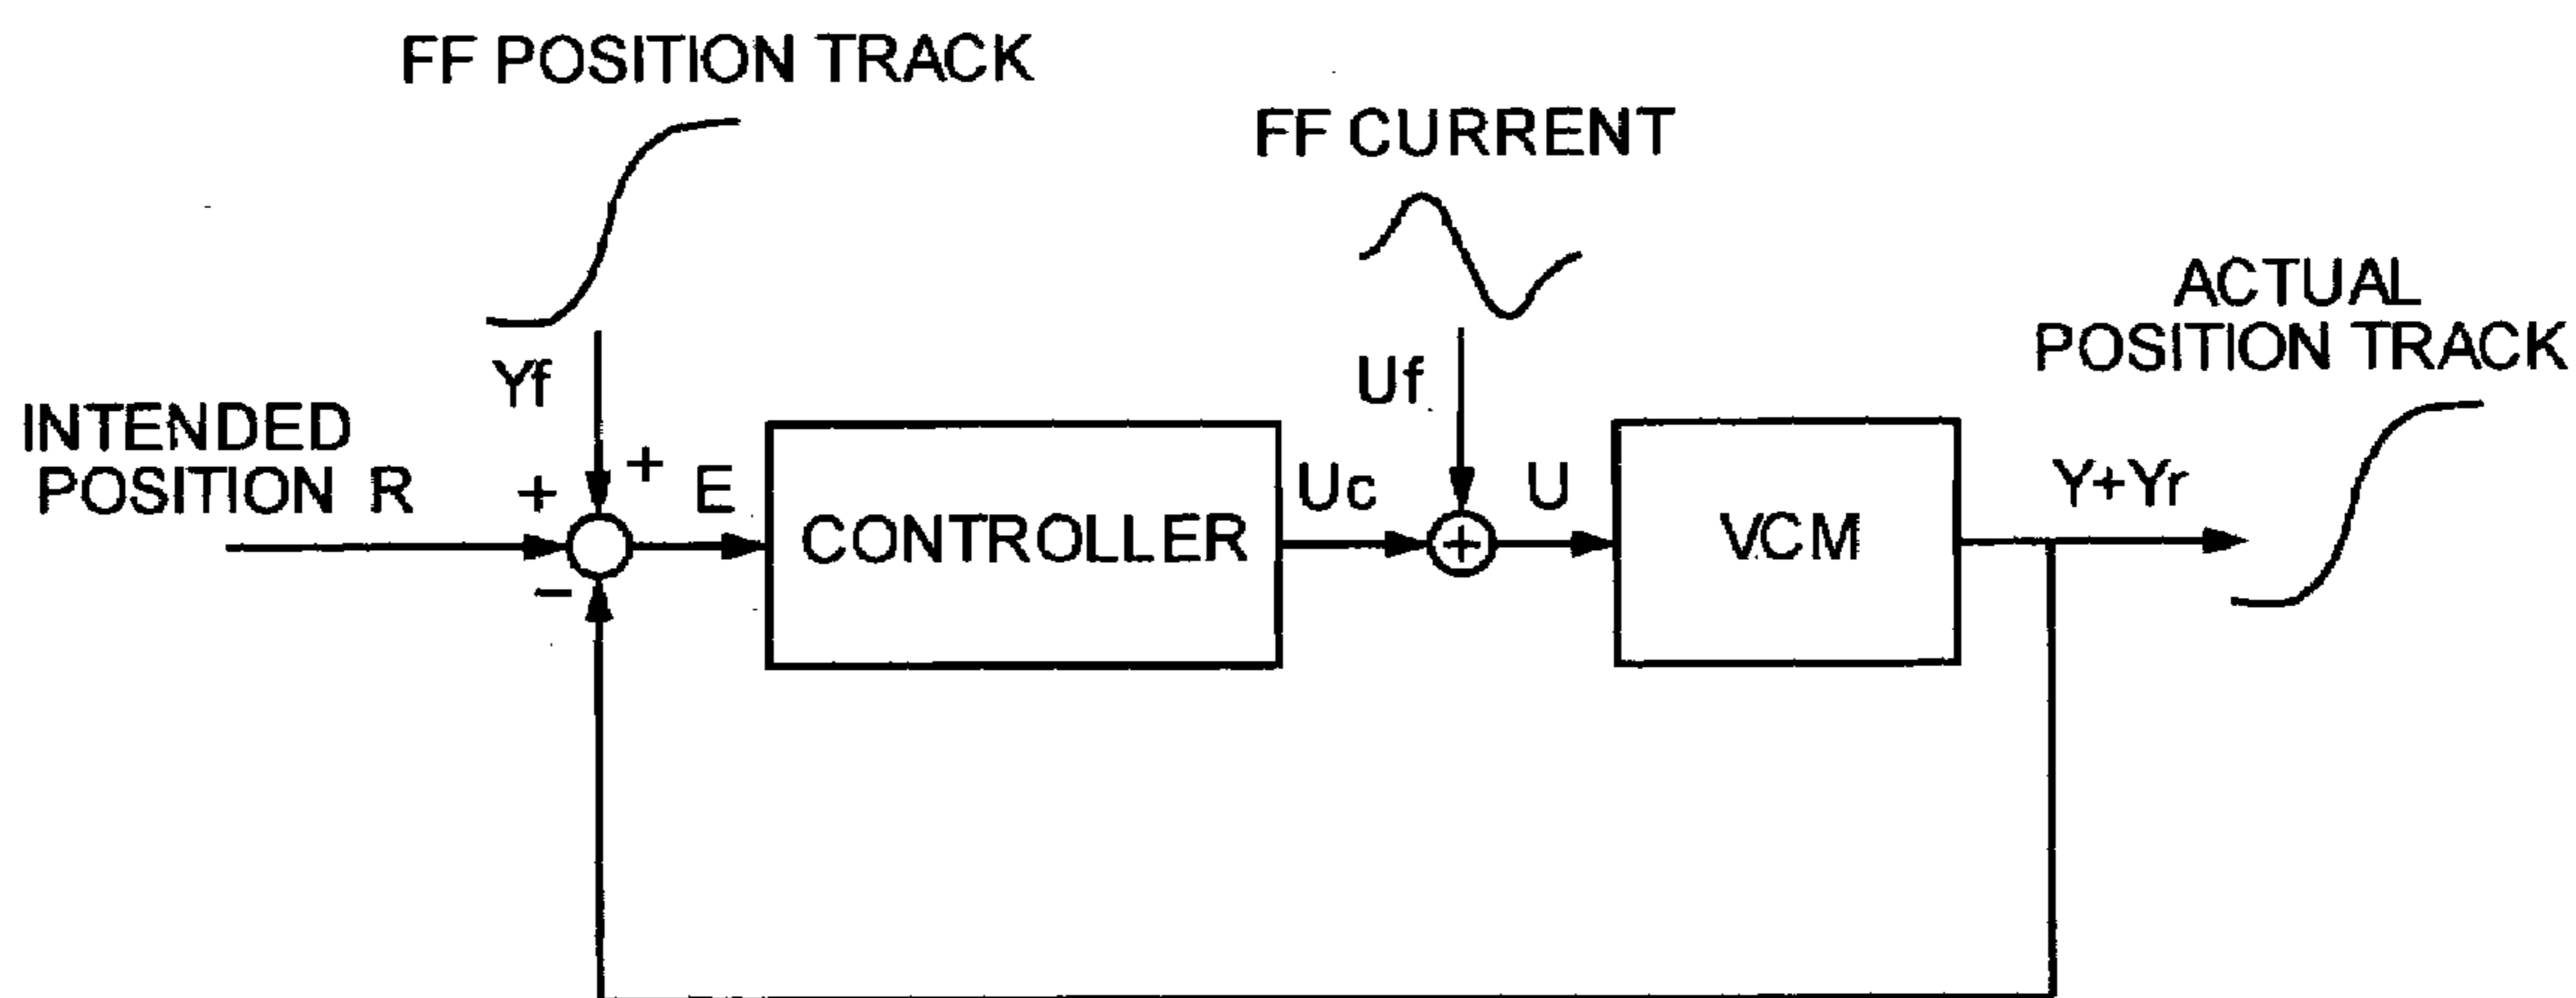 FF POSITION TRACK
FF CURRENT
ACTUAL
POSITION TRACK
Yf
Uf
INTENDED
POSITION R
+
+
E
CONTROLLER
Uc
+
U
VCM
Y+Yr
−